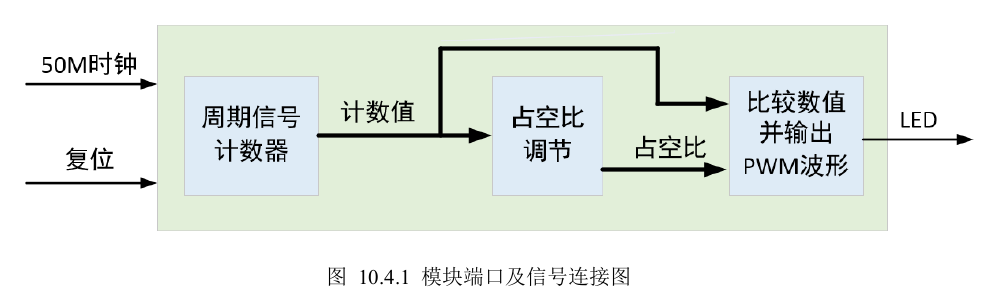 50M时钟
复位
周期信号
计数器
计数值
占空比
调节
占空比
比较数值
并输出
PWM波形
LED
图 10.4.1 模块端口及信号连接图